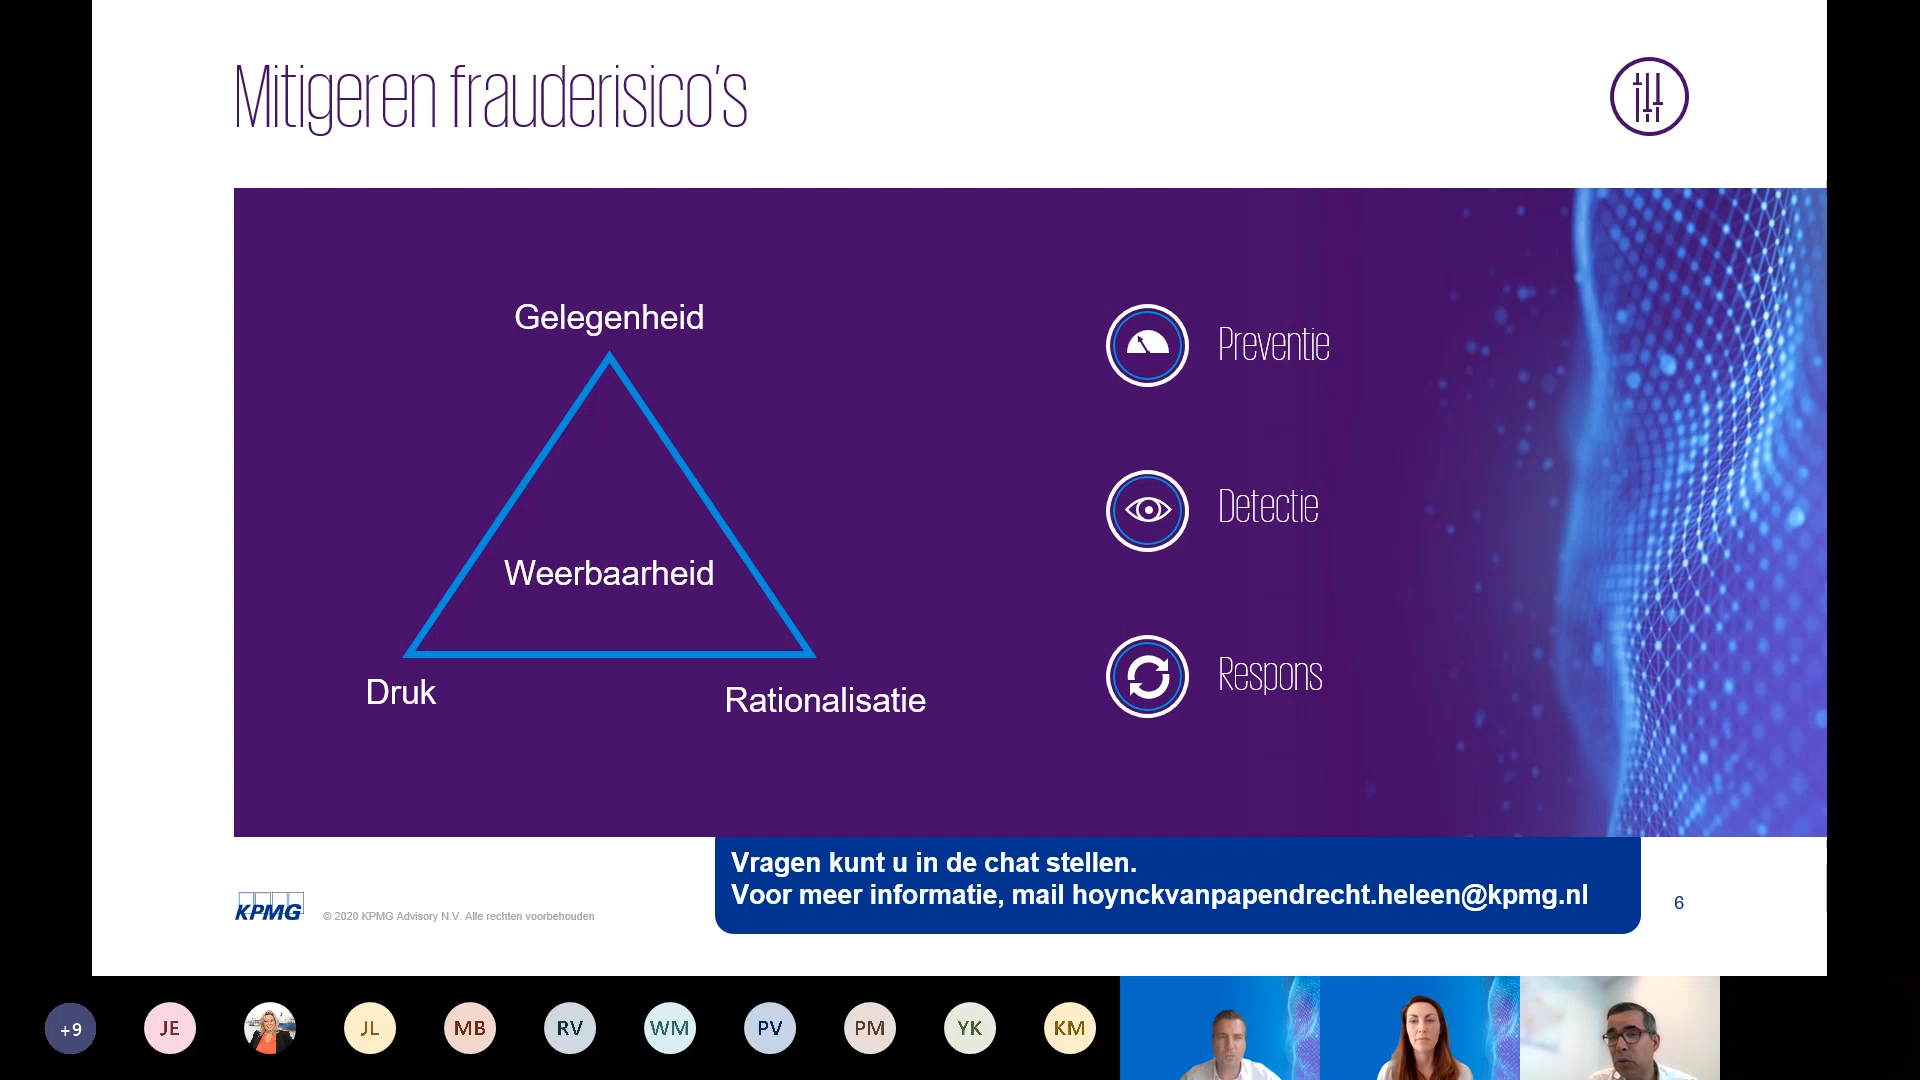 Mitigeren frauderisico's
Gelegenheid
Weerbaarheid
Druk
Rationalisatie
Preventie
Detectie
Respons
Vragen kunt u in de chat stellen.
Voor meer informatie, mail hoynckvanpapendrecht.heleen@kpmg.nl
KPMG
© 2020 KPMG Advisory N.V. Alle rechten voorbehouden
6
+9
JE
JL
MB
RV
WM
PV
PM
YK
KM